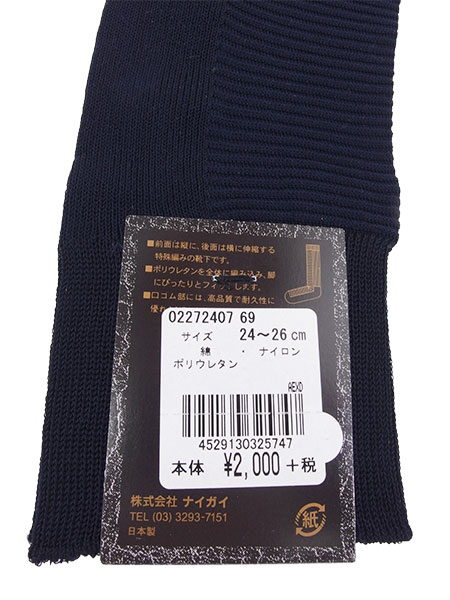 ■前面は縦に、後面は横に伸縮する
特殊編みの靴下です。
■ポリウレタンを全体に編み込み、脚
にぴったりとフィットします。
■口ゴム部には、高品質で耐久性に
02272407 69
サイズ 24〜26 cm
綿 ・ ナイロン
ポリウレタン
AEXO
4529130325747
本体 ¥2,000 +税
株式会社 ナイガイ
TEL (03) 3293-7151
日本製
紙